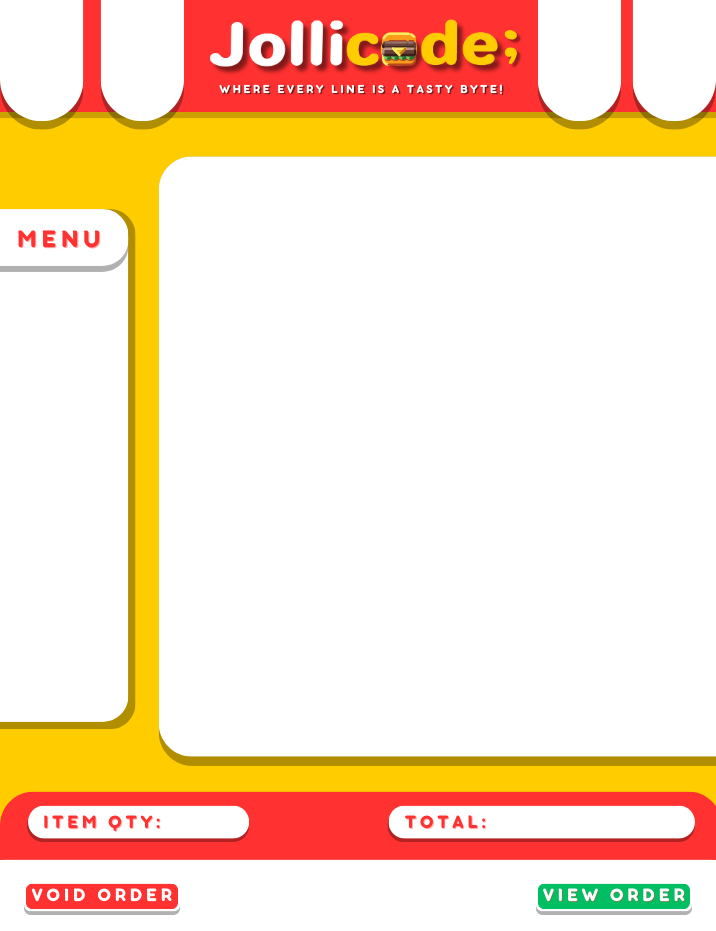 Jollicode;
WHERE EVERY LINE IS A TASTY BYTE!
MENU
ITEM QTY:
TOTAL:
VOID ORDER
VIEW ORDER